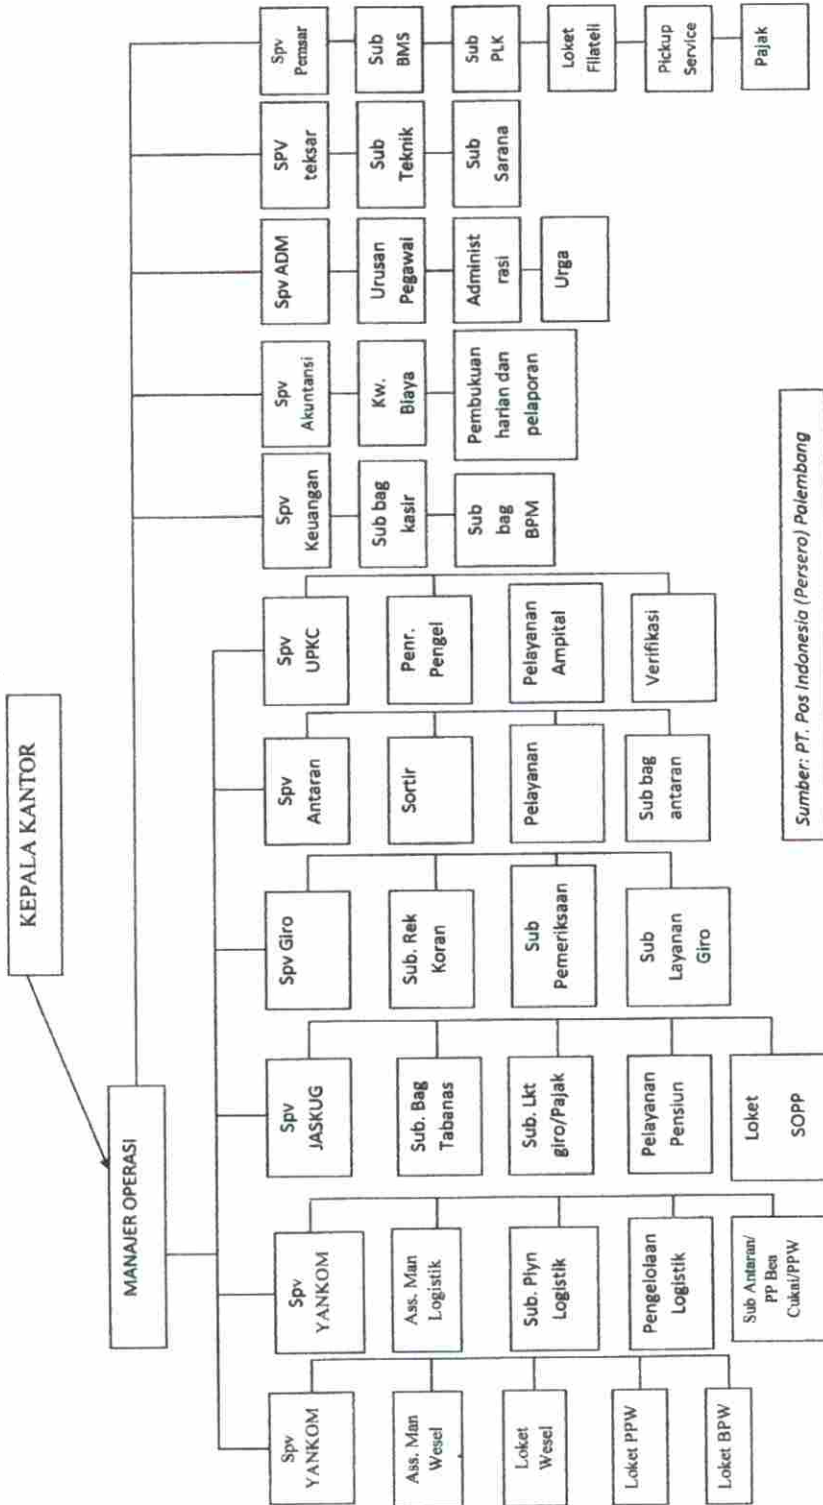 KEPALA KANTOR
MANAJER OPERASI
Spv
YANKOM
Ass. Man
Wesel
Loket
Wesel
Loket PPW
Loket BPW
Spv
YANKOM
Ass. Man
Logistik
Sub. Plyn
Logistik
Pengelolaan
Logistik
Sub Antaran/
PP Bea
Cukai/PPW
Spv
JASKUG
Sub. Bag
Tabanas
Sub. Lkt
giro/Pajak
Pelayanan
Pensiun
Loket
SOPP
Spv Giro
Sub. Rek
Koran
Sub
Pemeriksaan
Sub
Layanan
Giro
Spv
Antaran
Sortir
Pelayanan
Sub bag
antaran
Spv
UPKC
Penr.
Pengel
Pelayanan
Ampital
Verifikasi
Spv
Keuangan
Sub bag
kasir
Sub
bag
BPM
Spv
Akuntansi
Kw.
Biaya
Pembukuan
harian dan
pelaporan
Spv ADM
Urusan
Pegawai
Administ
rasi
Urga
SPV
teksar
Sub
Teknik
Sub
Sarana
Spv
Pemsar
Sub
BMS
Sub
PLK
Loket
Filateli
Pickup
Service
Pajak
Sumber: PT. Pos Indonesia (Persero) Palembang